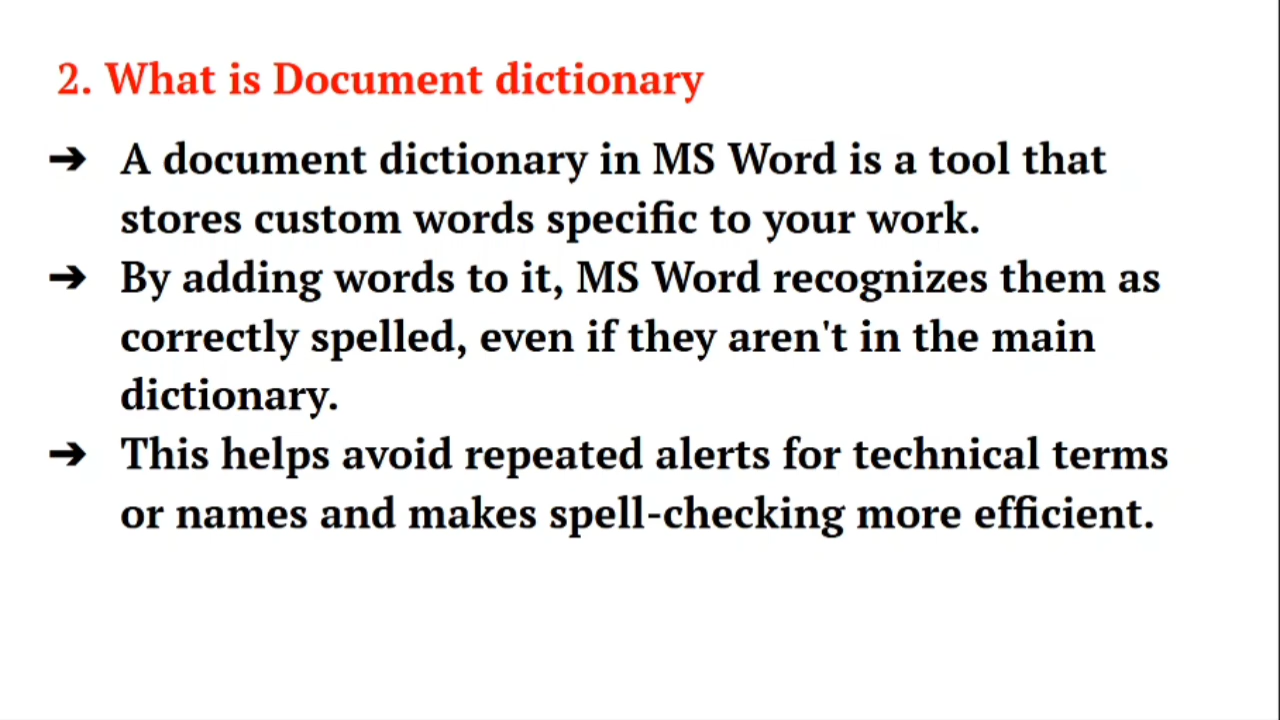 2. What is Document dictionary
➔ A document dictionary in MS Word is a tool that
stores custom words specific to your work.
➔ By adding words to it, MS Word recognizes them as
correctly spelled, even if they aren't in the main
dictionary.
➔ This helps avoid repeated alerts for technical terms
or names and makes spell-checking more efficient.